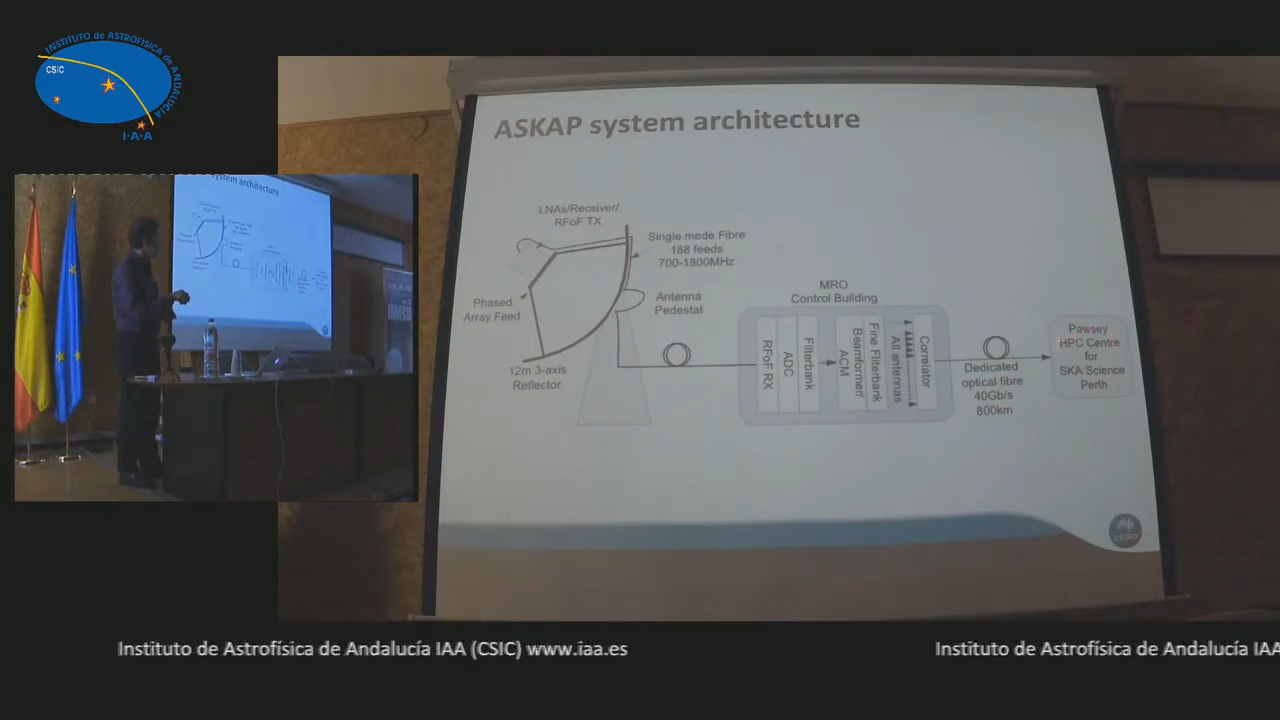 INSTITUTO de ASTROFÍSICA de ANDALUCÍA
CSIC
I·A·A
ASKAP system architecture
LNAs/Receiver/
RFoF TX
Single mode Fibre
188 feeds
700-1800MHz
Phased
Array Feed
Antenna
Pedestal
12m 3-axis
Reflector
MRO
Control Building
RFoF RX
ADC
Filterbank
Beamformer/
ACM
Fine Filterbank
All antennas
Correlator
Dedicated
optical fibre
40Gb/s
800km
Pawsey
HPC Centre
for
SKA Science
Perth
CSIRO
system architecture
Instituto de Astrofísica de Andalucía IAA (CSIC) www.iaa.es
Instituto de Astrofísica de Andalucía IAA